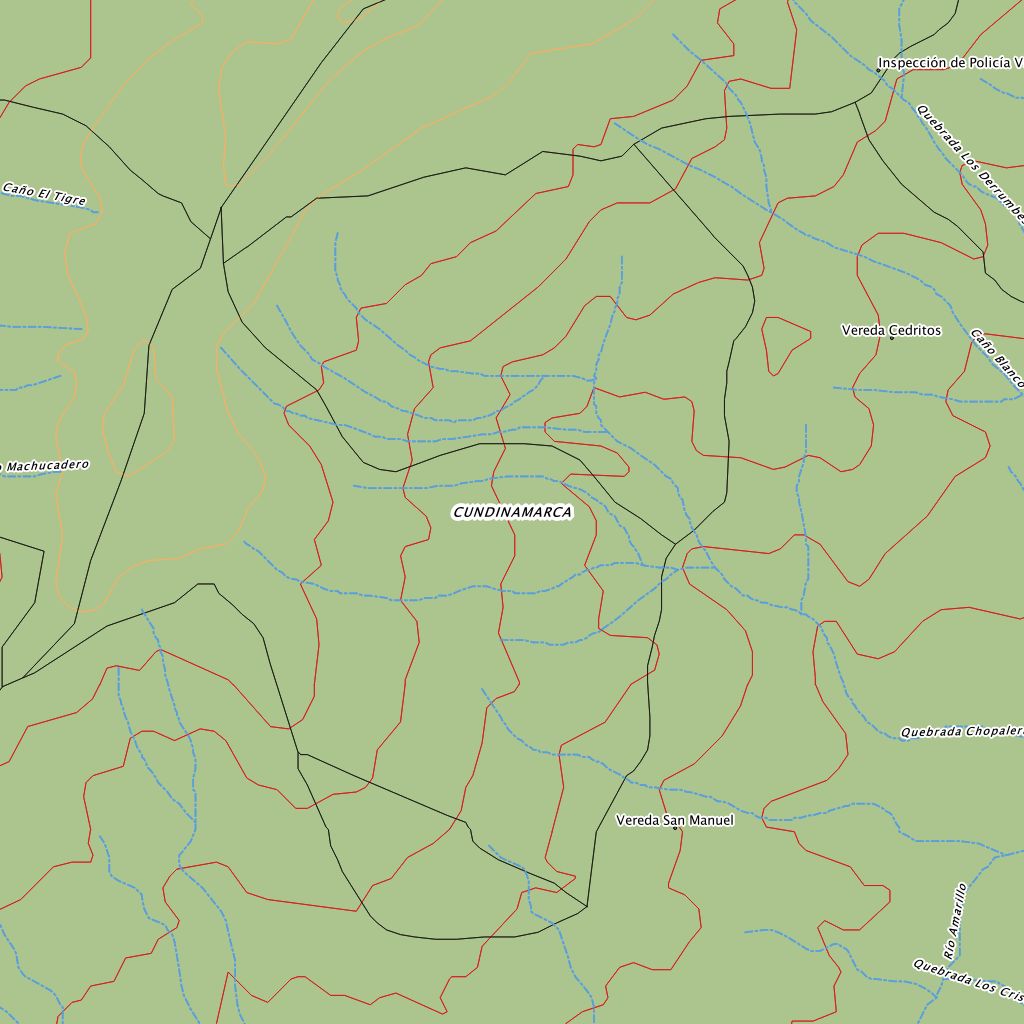 Inspección de Policía V
Quebrada Los Derrumbes
Caño El Tigre
Vereda Cedritos
Caño Blanco
o Machucadero
CUNDINAMARCA
Quebrada Chopalera
Vereda San Manuel
Río Amarillo
Quebrada Los Cris